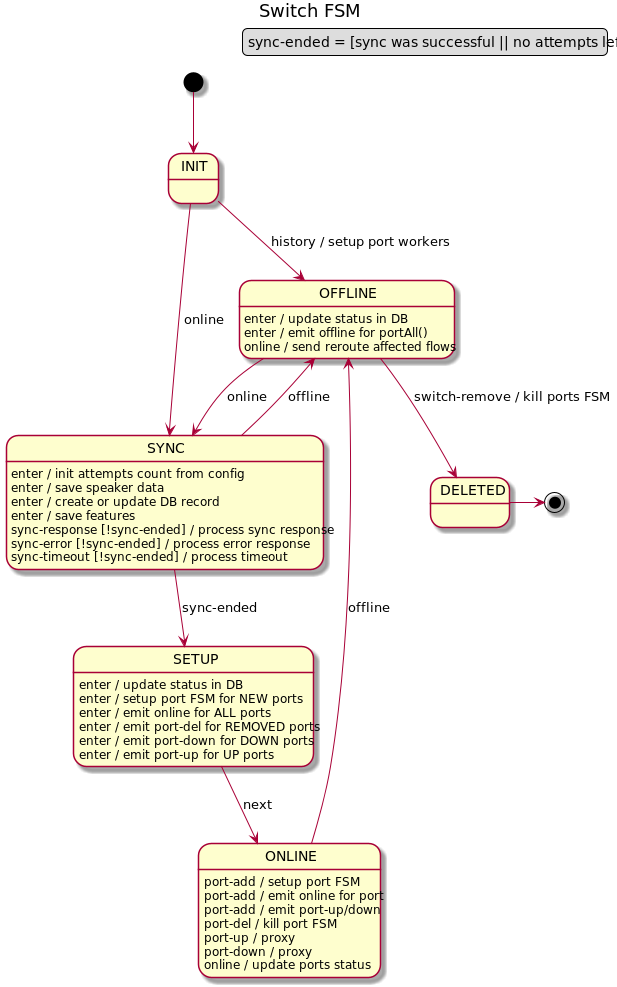 Switch FSM
sync-ended = [sync was successful || no attempts
INIT
history / setup port workers
online
OFFLINE
enter / update status in DB
enter / emit offline for portAll()
online / send reroute affected flows
online
offline
switch-remove / kill ports FSM
SYNC
enter / init attempts count from config
enter / save speaker data
enter / create or update DB record
enter / save features
sync-response [!sync-ended] / process sync response
sync-error [!sync-ended] / process error response
sync-timeout [!sync-ended] / process timeout
DELETED
sync-ended
offline
SETUP
enter / update status in DB
enter / setup port FSM for NEW ports
enter / emit online for ALL ports
enter / emit port-del for REMOVED ports
enter / emit port-down for DOWN ports
enter / emit port-up for UP ports
next
ONLINE
port-add / setup port FSM
port-add / emit online for port
port-add / emit port-up/down
port-del / kill port FSM
port-up / proxy
port-down / proxy
online / update ports status